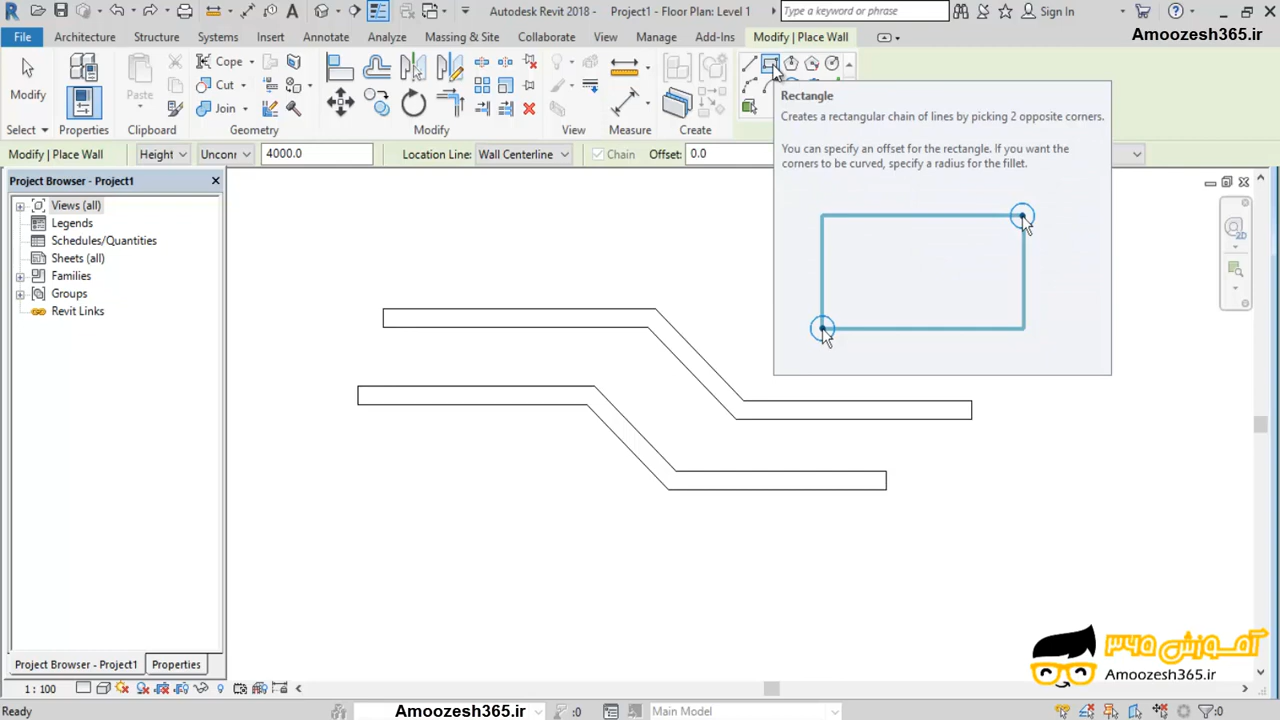 Autodesk Revit 2018 - Project1 - Floor Plan: Level 1
Type a keyword or phrase
Sign In
File Architecture Structure Systems Insert Annotate Analyze Massing & Site Collaborate View Manage Add-Ins Modify | Place Wall
Amoozesh365.ir
Modify
Paste
Cope
Cut
Join
Select Properties Clipboard Geometry Modify View Measure Create
Rectangle
Creates a rectangular chain of lines by picking 2 opposite corners.
You can specify an offset for the rectangle. If you want the
corners to be curved, specify a radius for the fillet.
Modify | Place Wall Height Unconr 4000.0 Location Line: Wall Centerline Chain Offset: 0.0
Project Browser - Project1
Views (all)
Legends
Schedules/Quantities
Sheets (all)
Families
Groups
Revit Links
2D
Project Browser - Project1 Properties
1 : 100
آمــوزش ۳۶۵
Amoozesh365.ir
Ready
Amoozesh365.ir
:0
Main Model
:0